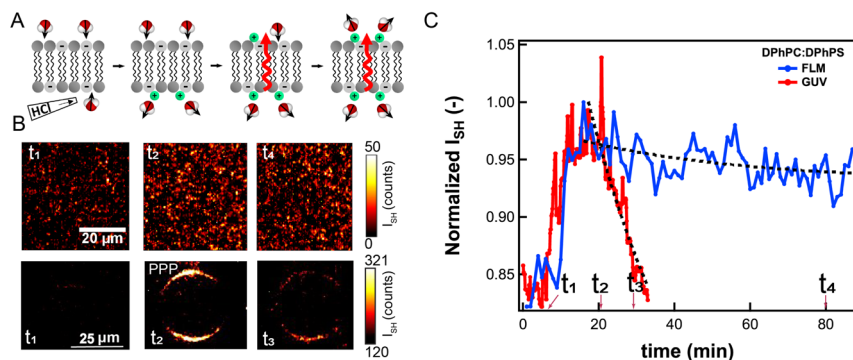 A
- -
- -
- -
- -
+
- -
+
- -
HCl
-
- -
+ +
- -
+ +
- -
+ +
B
t1
t2
t4
20 µm
50
ISH (counts)
0
t1
25 µm
PPP
t2
t3
321
ISH (counts)
120
C
DPhPC:DPhPS
FLM
GUV
Normalized ISH (-)
1.05
1.00
0.95
0.90
0.85
t1
t2
t3
t4
0
20
40
60
80
time (min)